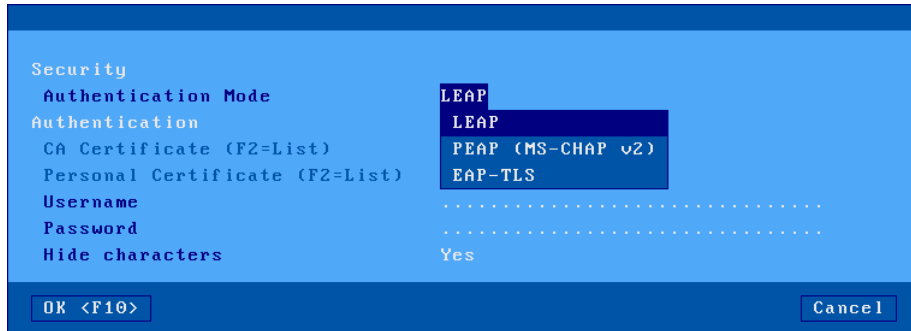 Security
Authentication Mode LEAP
Authentication LEAP
CA Certificate (F2=List) PEAP (MS-CHAP v2)
Personal Certificate (F2=List) EAP-TLS
Username ................................
Password ................................
Hide characters Yes
OK <F10> Cancel